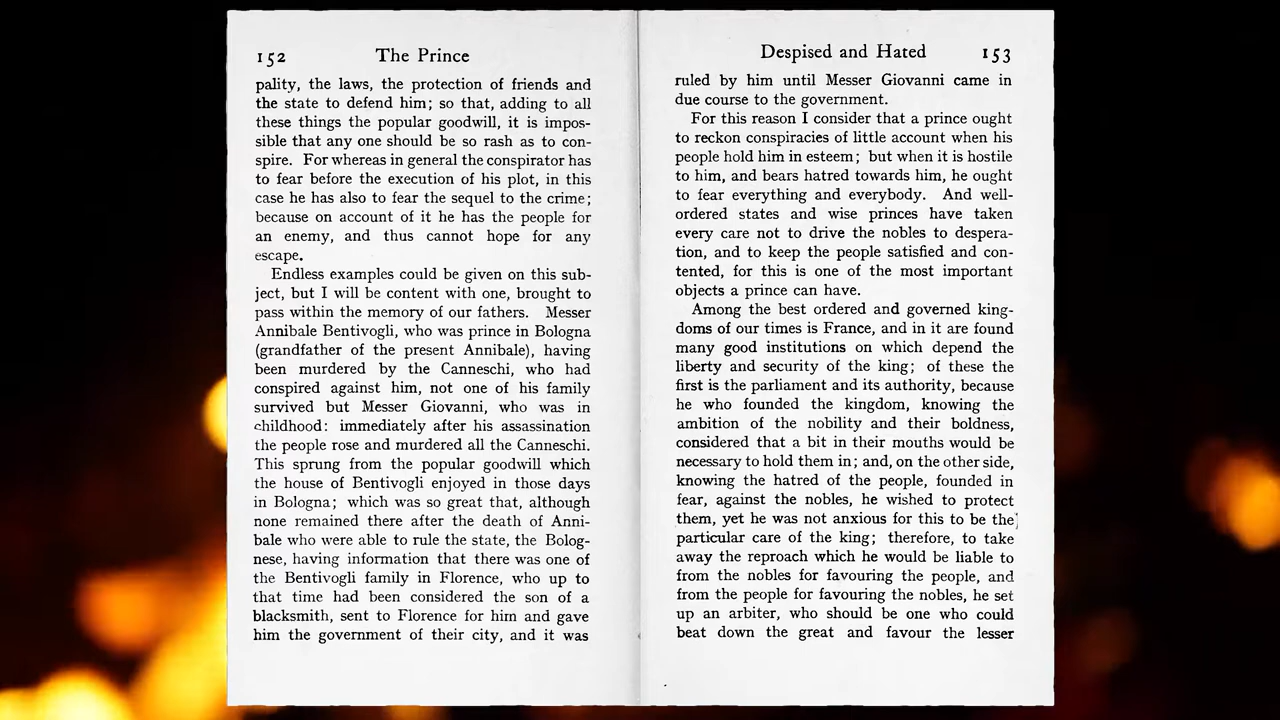 152 The Prince
pality, the laws, the protection of friends and
the state to defend him; so that, adding to all
these things the popular goodwill, it is impos-
sible that any one should be so rash as to con-
spire. For whereas in general the conspirator has
to fear before the execution of his plot, in this
case he has also to fear the sequel to the crime;
because on account of it he has the people for
an enemy, and thus cannot hope for any
escape.
Endless examples could be given on this sub-
ject, but I will be content with one, brought to
pass within the memory of our fathers. Messer
Annibale Bentivogli, who was prince in Bologna
(grandfather of the present Annibale), having
been murdered by the Canneschi, who had
conspired against him, not one of his family
survived but Messer Giovanni, who was in
childhood: immediately after his assassination
the people rose and murdered all the Canneschi.
This sprung from the popular goodwill which
the house of Bentivogli enjoyed in those days
in Bologna; which was so great that, although
none remained there after the death of Anni-
bale who were able to rule the state, the Bolog-
nese, having information that there was one of
the Bentivogli family in Florence, who up to
that time had been considered the son of a
blacksmith, sent to Florence for him and gave
him the government of their city, and it was
Despised and Hated 153
ruled by him until Messer Giovanni came in
due course to the government.
For this reason I consider that a prince ought
to reckon conspiracies of little account when his
people hold him in esteem; but when it is hostile
to him, and bears hatred towards him, he ought
to fear everything and everybody. And well-
ordered states and wise princes have taken
every care not to drive the nobles to despera-
tion, and to keep the people satisfied and con-
tented, for this is one of the most important
objects a prince can have.
Among the best ordered and governed king-
doms of our times is France, and in it are found
many good institutions on which depend the
liberty and security of the king; of these the
first is the parliament and its authority, because
he who founded the kingdom, knowing the
ambition of the nobility and their boldness,
considered that a bit in their mouths would be
necessary to hold them in; and, on the other side,
knowing the hatred of the people, founded in
fear, against the nobles, he wished to protect
them, yet he was not anxious for this to be the
particular care of the king; therefore, to take
away the reproach which he would be liable to
from the nobles for favouring the people, and
from the people for favouring the nobles, he set
up an arbiter, who should be one who could
beat down the great and favour the lesser